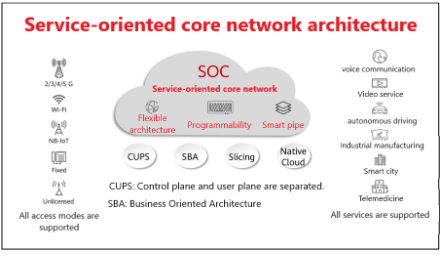 Service-oriented core network architecture
2/3/4/5 G
Wi-Fi
NB-IoT
Fixed
Unlicensed
All access modes are
supported
SOC
Service-oriented core network
Flexible
architecture
Programmability
Smart pipe
CUPS
SBA
Slicing
Native
Cloud
CUPS: Control plane and user plane are separated.
SBA: Business Oriented Architecture
voice communication
Video service
autonomous driving
Industrial manufacturing
Smart city
Telemedicine
All services are supported